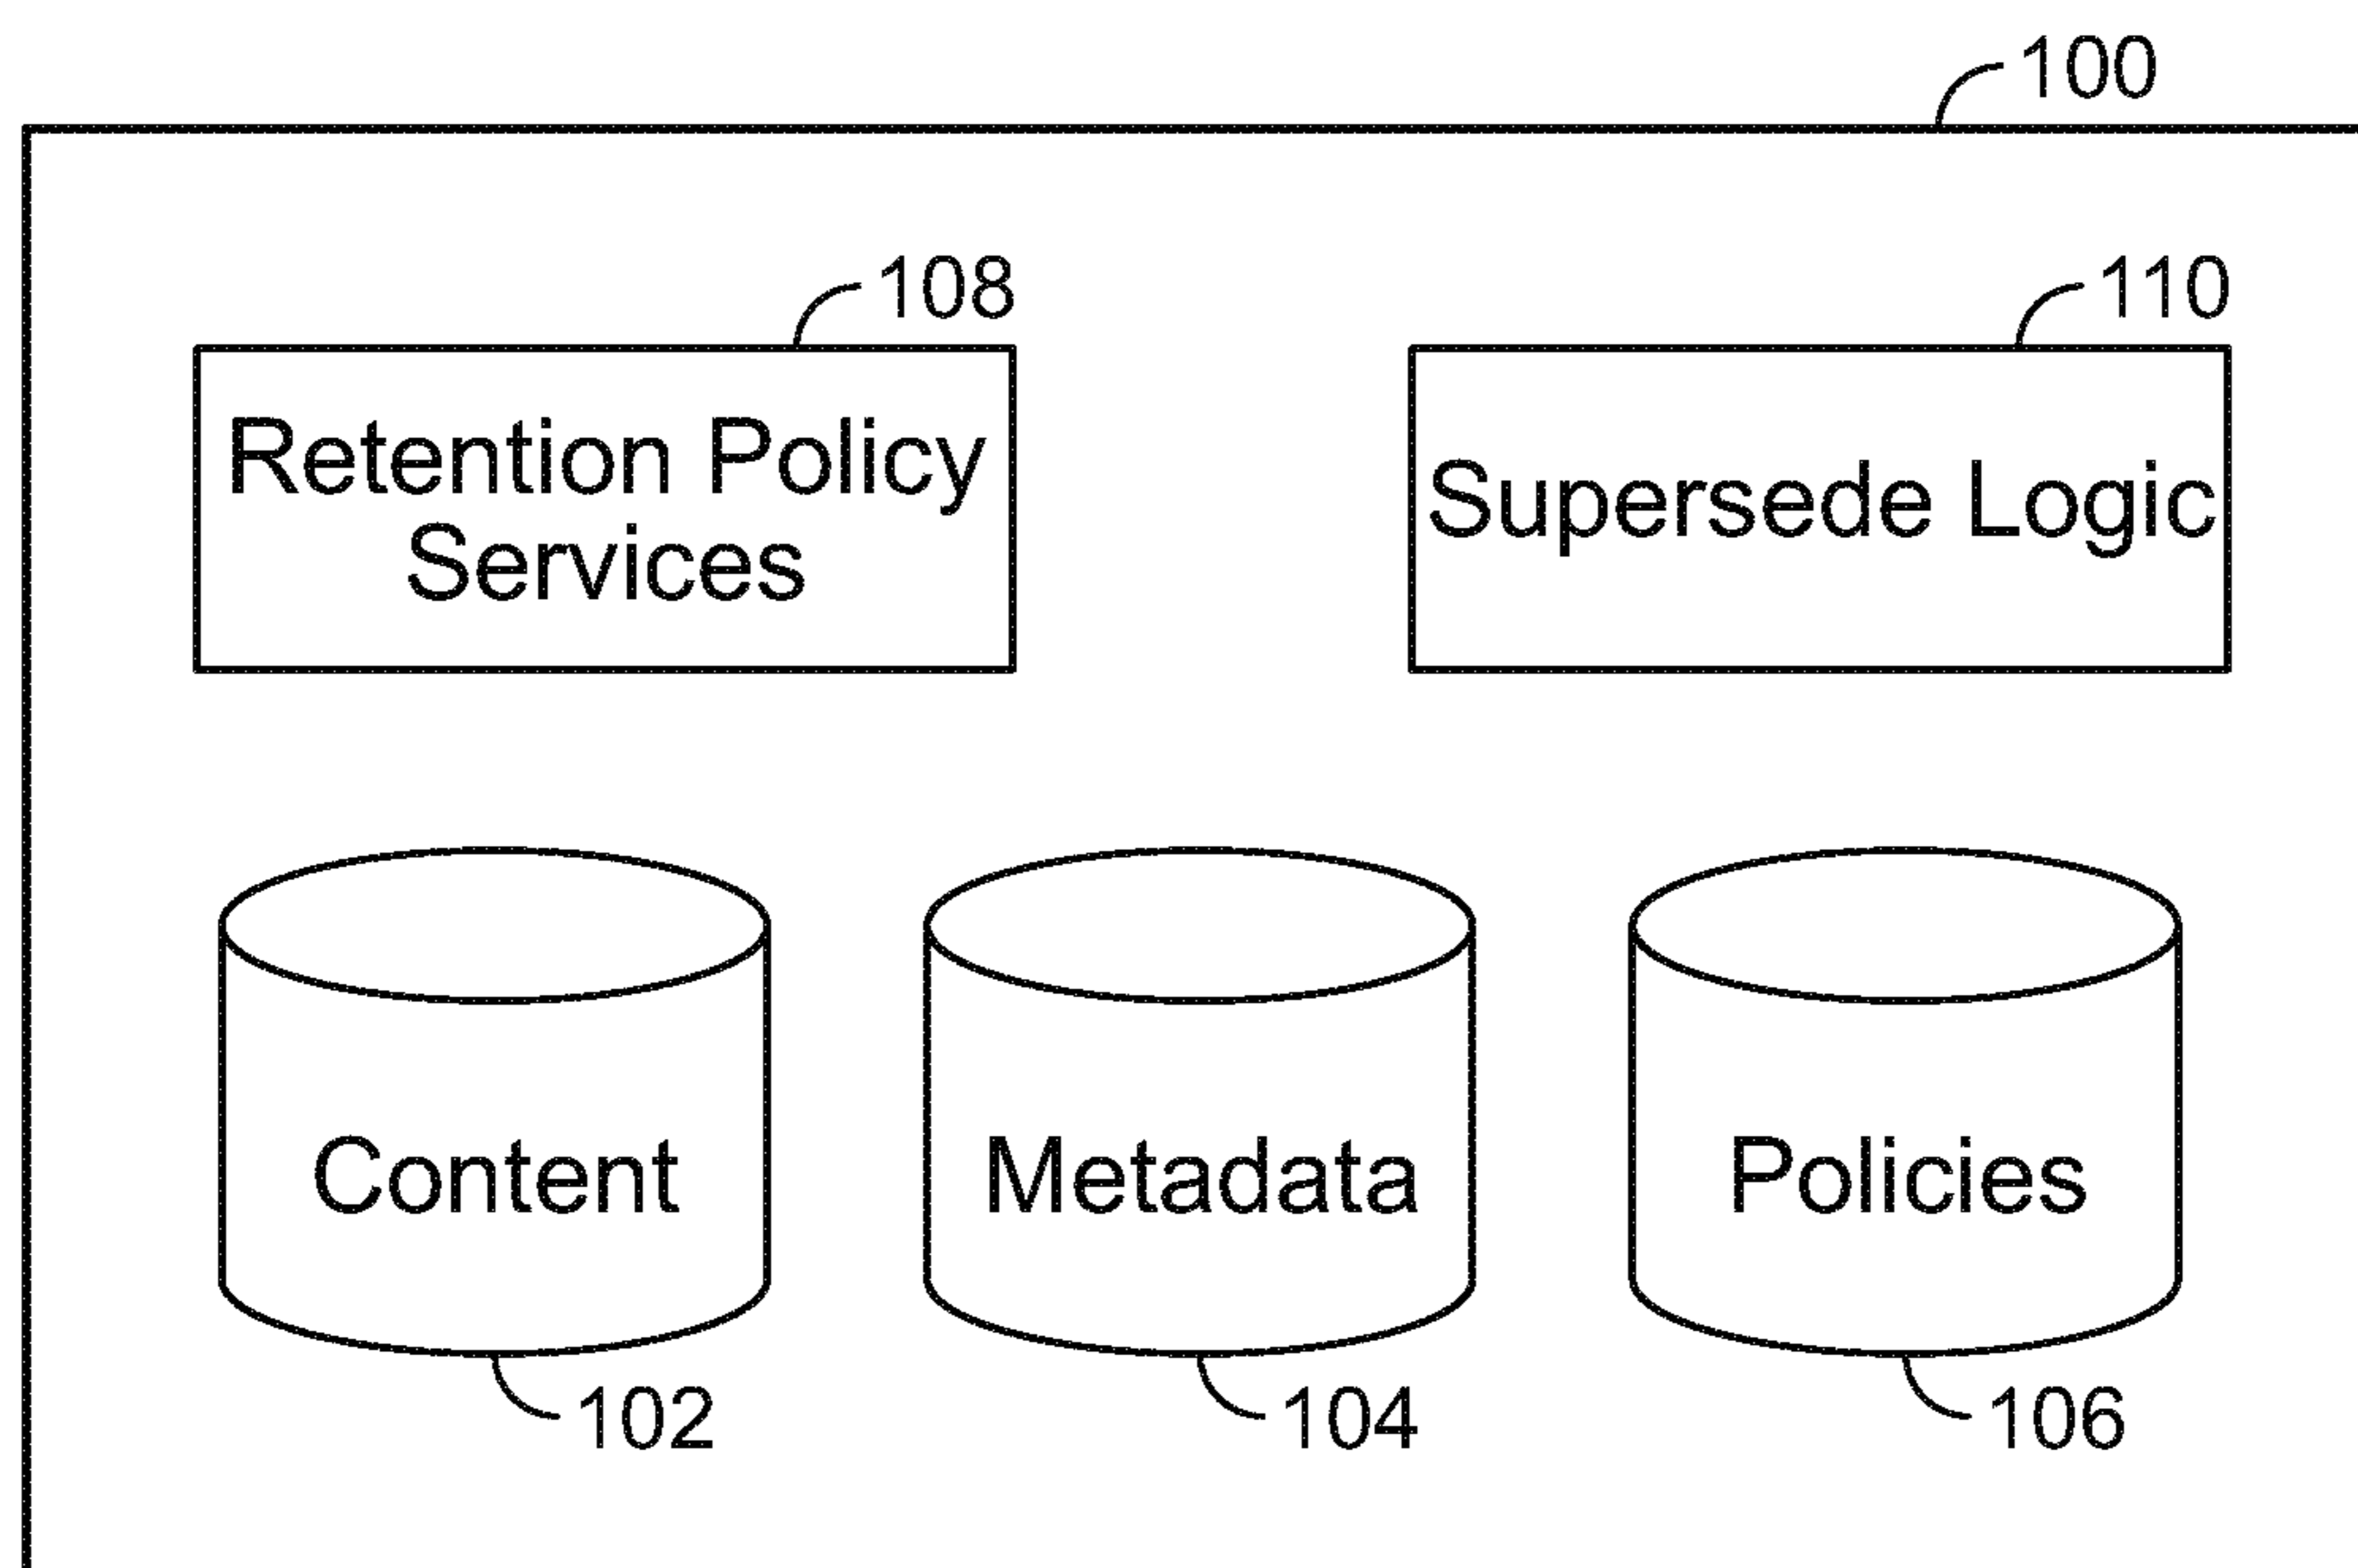 100
108
110
Retention Policy
Services
Supersede Logic
Content
Metadata
Policies
102
104
106